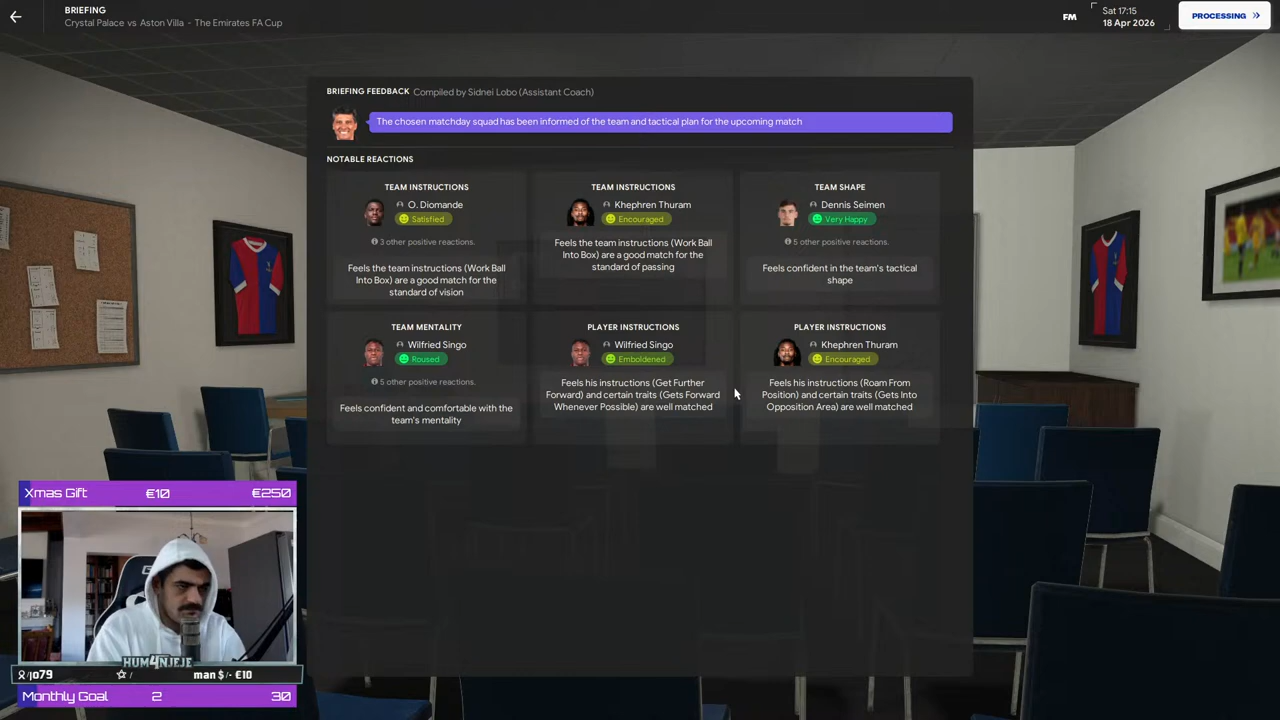 BRIEFING
Crystal Palace vs Aston Villa - The Emirates FA Cup
FM
Sat 17:15
18 Apr 2026
PROCESSING
BRIEFING FEEDBACK Compiled by Sidnei Lobo (Assistant Coach)
The chosen matchday squad has been informed of the team and tactical plan for the upcoming match
NOTABLE REACTIONS
TEAM INSTRUCTIONS
O. Diomande
Satisfied
3 other positive reactions.
Feels the team instructions (Work Ball
Into Box) are a good match for the
standard of vision
TEAM INSTRUCTIONS
Khephren Thuram
Encouraged
Feels the team instructions (Work Ball
Into Box) are a good match for the
standard of passing
TEAM SHAPE
Dennis Seimen
Very Happy
5 other positive reactions.
Feels confident in the team's tactical
shape
TEAM MENTALITY
Wilfried Singo
Roused
5 other positive reactions.
Feels confident and comfortable with the
team's mentality
PLAYER INSTRUCTIONS
Wilfried Singo
Emboldened
Feels his instructions (Get Further
Forward) and certain traits (Gets Forward
Whenever Possible) are well matched
PLAYER INSTRUCTIONS
Khephren Thuram
Encouraged
Feels his instructions (Roam From
Position) and certain traits (Gets Into
Opposition Area) are well matched
Xmas Gift €10 €250
HUM4NJEJE
/jo79 / man $/- €10
Monthly Goal 2 30